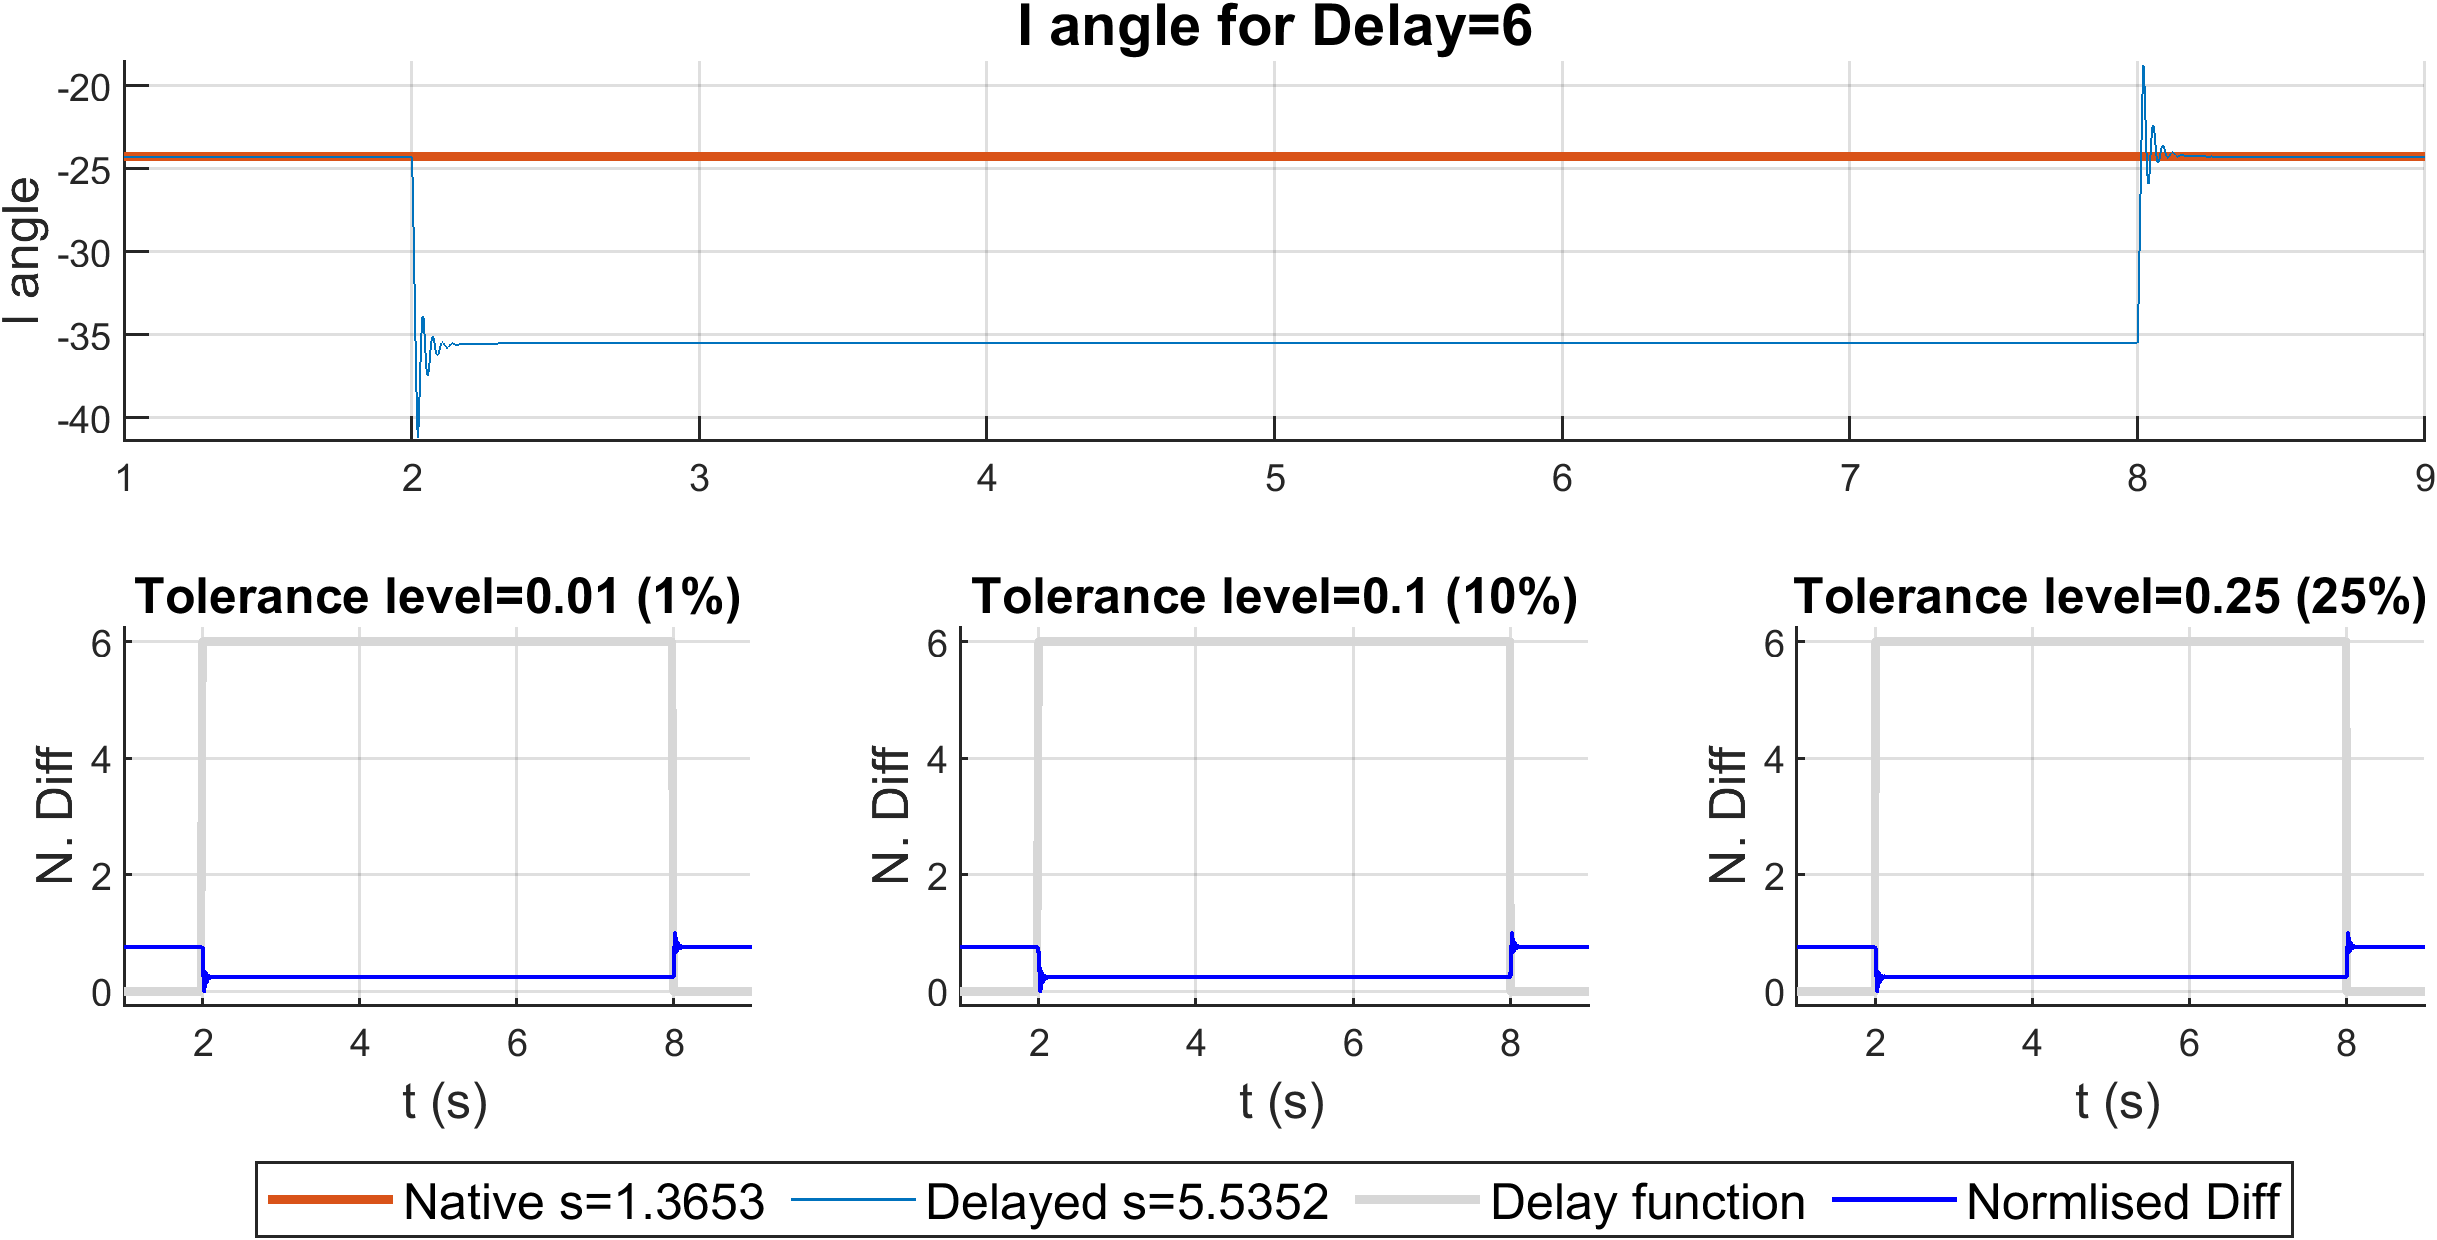 I angle for Delay=6
I angle
-20
-25
-30
-35
-40
1 2 3 4 5 6 7 8 9
Tolerance level=0.01 (1%)
N. Diff
6
4
2
0
2 4 6 8
t (s)
Tolerance level=0.1 (10%)
N. Diff
6
4
2
0
2 4 6 8
t (s)
Tolerance level=0.25 (25%)
N. Diff
6
4
2
0
2 4 6 8
t (s)
Native s=1.3653 Delayed s=5.5352 Delay function Normlised Diff